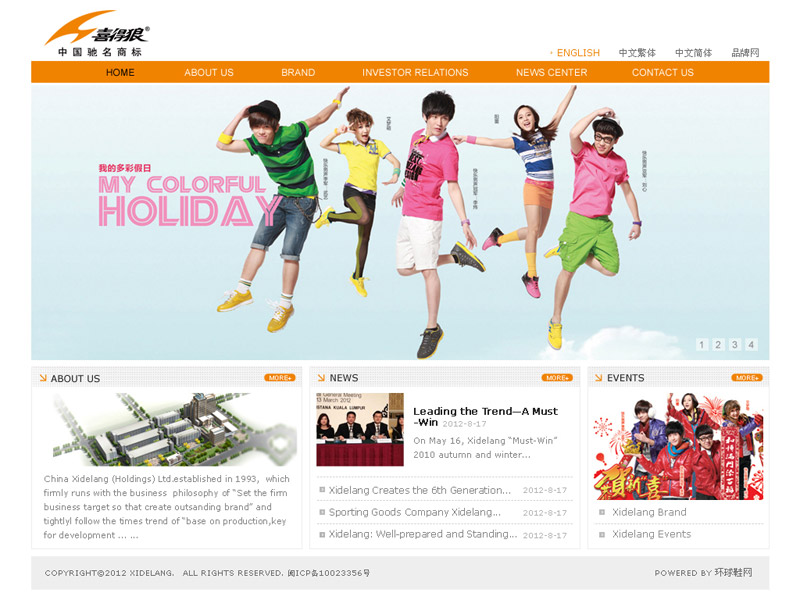 喜得狼®
中国驰名商标
· ENGLISH 中文繁体 中文简体 品牌网
HOME ABOUT US BRAND INVESTOR RELATIONS NEWS CENTER CONTACT US
我的多彩假日
MY COLORFUL
HOLIDAY
1 2 3 4
ABOUT US MORE+
China Xidelang (Holdings) Ltd.established in 1993, which
firmly runs with the business philosophy of "Set the firm
business target so that create outsanding brand" and
tightlyl follow the times trend of "base on production,key
for development ... ...
NEWS MORE+
General Meeting
13 March 2012
ISTANA KUALA LUMPUR
Leading the Trend—A Must
-Win 2012-8-17
On May 16, Xidelang "Must-Win"
2010 autumn and winter...
Xidelang Creates the 6th Generation... 2012-8-17
Sporting Goods Company Xidelang... 2012-8-17
Xidelang: Well-prepared and Standing... 2012-8-17
EVENTS MORE+
Xidelang Brand
Xidelang Events
COPYRIGHT©2012 XIDELANG. ALL RIGHTS RESERVED. 闽ICP备10023356号
POWERED BY 环球鞋网